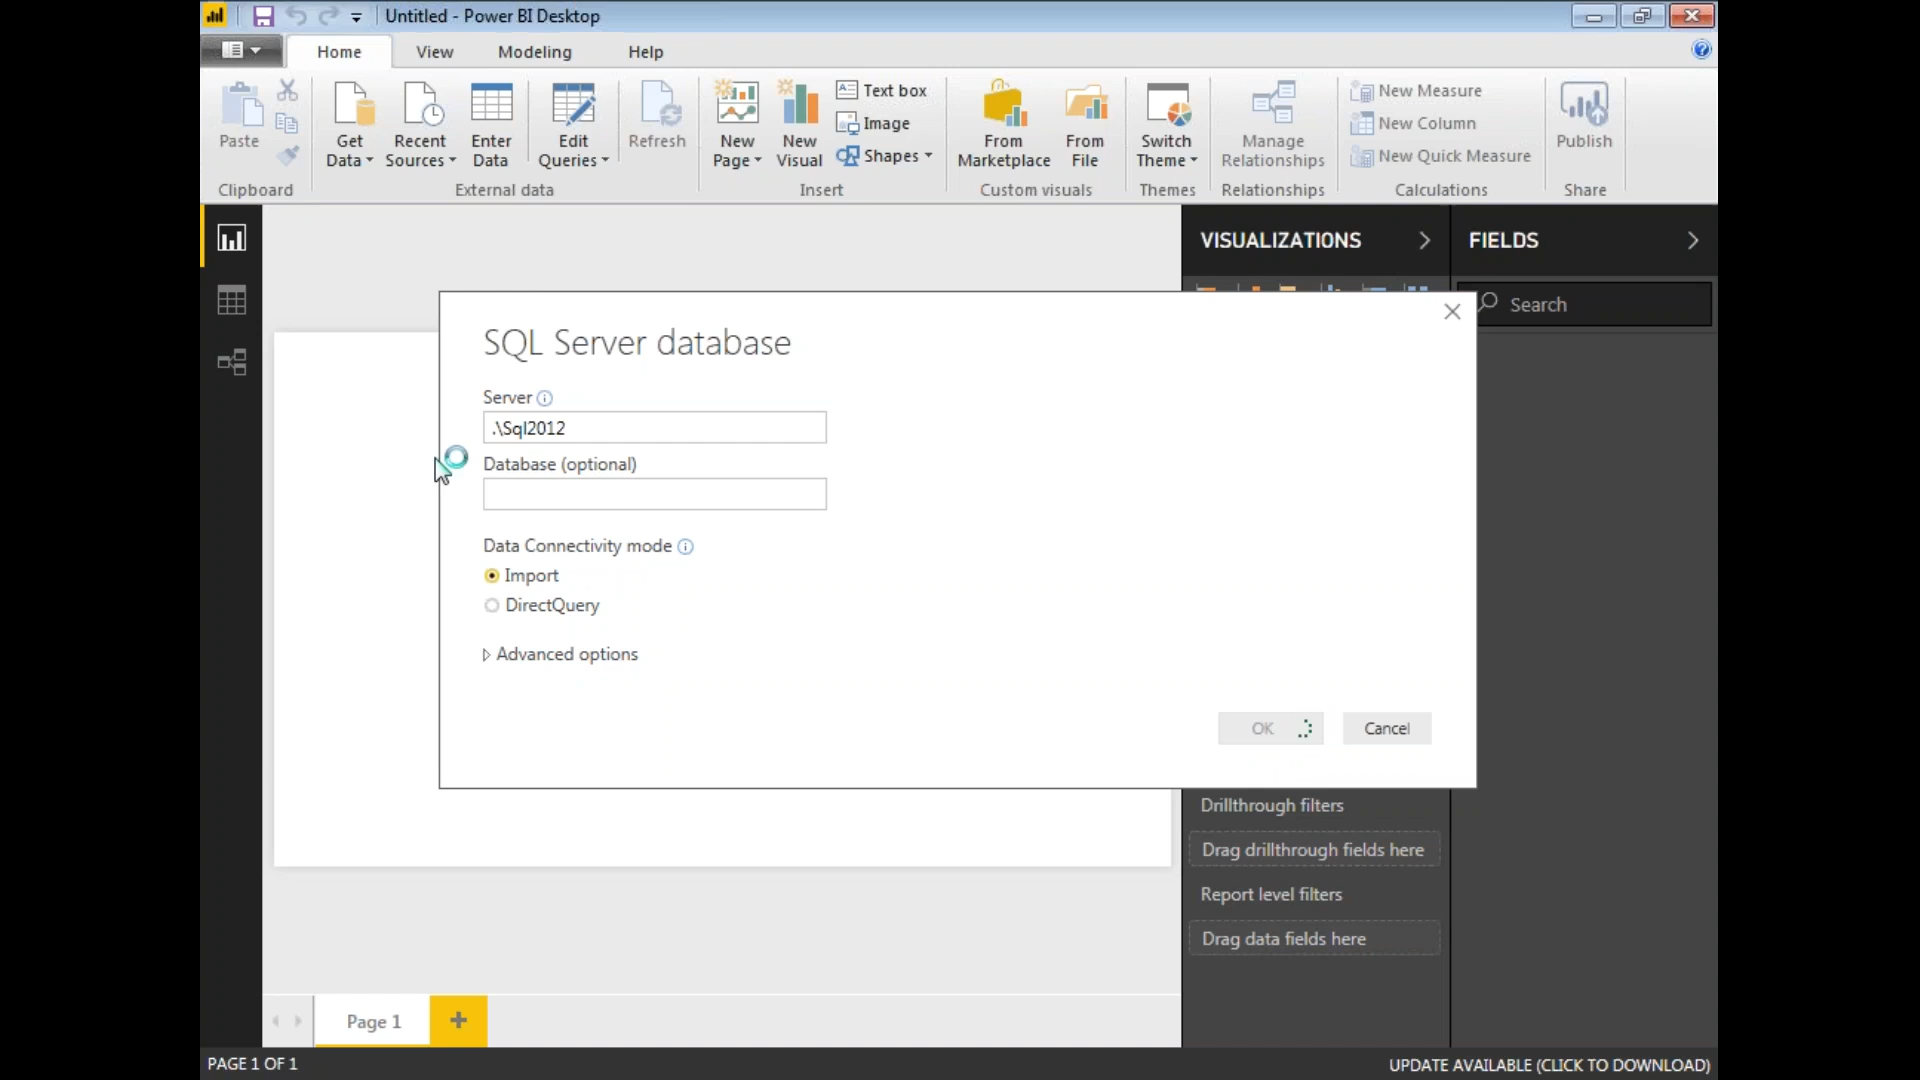 Untitled - Power BI Desktop
Home View Modeling Help
Paste
Get Data
Recent Sources
Enter Data
Edit Queries
Refresh
New Page
New Visual
Text box
Image
Shapes
From Marketplace
From File
Switch Theme
Manage Relationships
New Measure
New Column
New Quick Measure
Publish
Clipboard External data Insert Custom visuals Themes Relationships Calculations Share
VISUALIZATIONS
FIELDS
Search
SQL Server database
Server
.\Sql2012
Database (optional)
Data Connectivity mode
Import
DirectQuery
Advanced options
OK
Cancel
Drillthrough filters
Drag drillthrough fields here
Report level filters
Drag data fields here
Page 1
PAGE 1 OF 1
UPDATE AVAILABLE (CLICK TO DOWNLOAD)